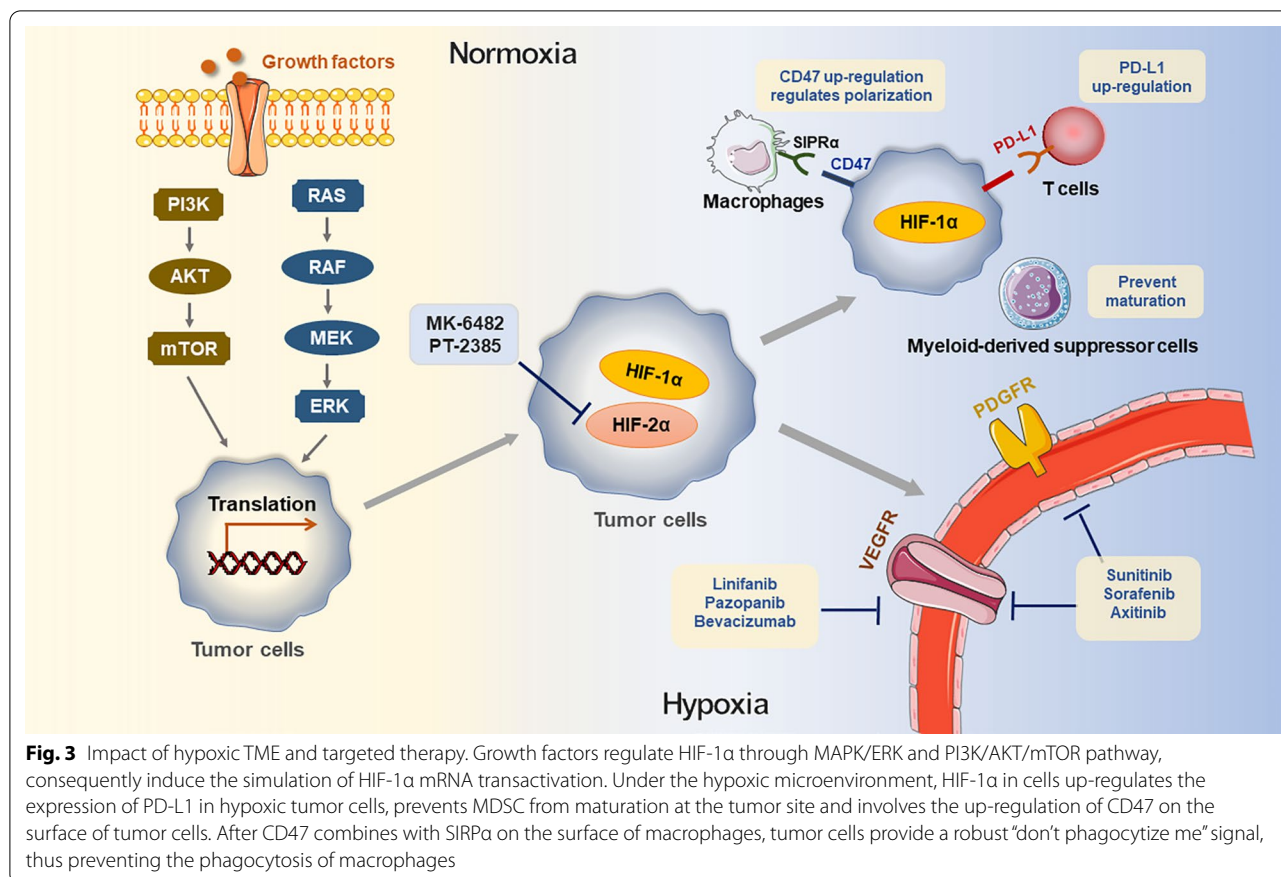 Normoxia
Growth factors
PI3K
AKT
mTOR
RAS
RAF
MEK
ERK
Translation
Tumor cells
MK-6482
PT-2385
HIF-1α
HIF-2α
Tumor cells
CD47 up-regulation
regulates polarization
SIPRα
CD47
Macrophages
HIF-1α
PD-L1
up-regulation
PD-L1
T cells
Prevent
maturation
Myeloid-derived suppressor cells
PDGFR
VEGFR
Linifanib
Pazopanib
Bevacizumab
Sunitinib
Sorafenib
Axitinib
Hypoxia
Fig. 3 Impact of hypoxic TME and targeted therapy. Growth factors regulate HIF-1α through MAPK/ERK and PI3K/AKT/mTOR pathway,
consequently induce the simulation of HIF-1α mRNA transactivation. Under the hypoxic microenvironment, HIF-1α in cells up-regulates the
expression of PD-L1 in hypoxic tumor cells, prevents MDSC from maturation at the tumor site and involves the up-regulation of CD47 on the
surface of tumor cells. After CD47 combines with SIRPα on the surface of macrophages, tumor cells provide a robust “don’t phagocytize me” signal,
thus preventing the phagocytosis of macrophages